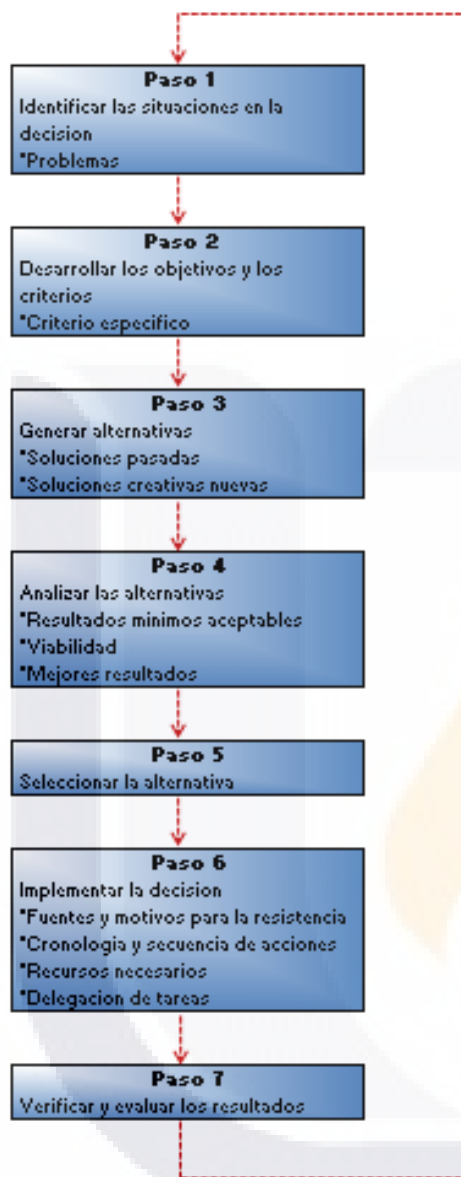 Paso 1
Identificar las situaciones en la
decision
*Problemas
Paso 2
Desarrollar los objetivos y los
criterios
*Criterio especifico
Paso 3
Generar alternativas
*Soluciones pasadas
*Soluciones creativas nuevas
Paso 4
Analizar las alternativas
*Resultados minimos aceptables
*Viabilidad
*Mejores resultados
Paso 5
Seleccionar la alternativa
Paso 6
Implementar la decision
*Fuentes y motivos para la resistencia
*Cronologia y secuencia de acciones
*Recursos necesarios
*Delegacion de tareas
Paso 7
Verificar y evaluar los resultados